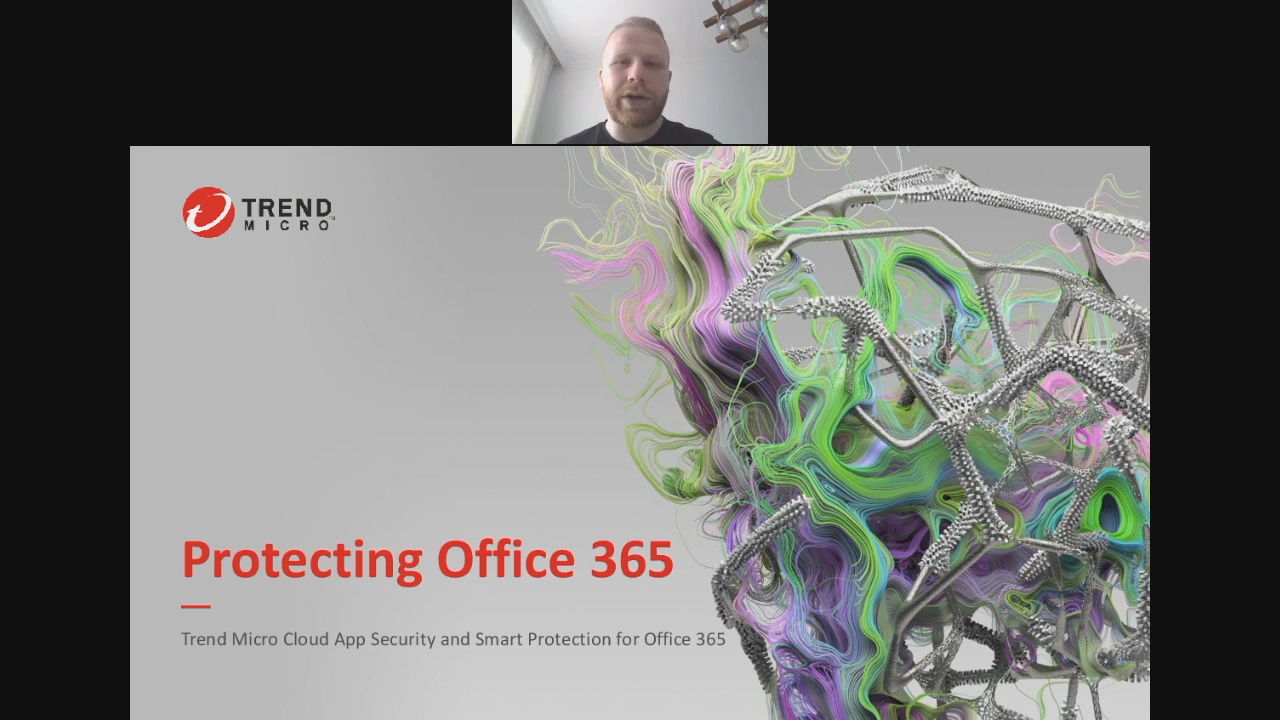 TREND
MICRO
Protecting Office 365
Trend Micro Cloud App Security and Smart Protection for Office 365